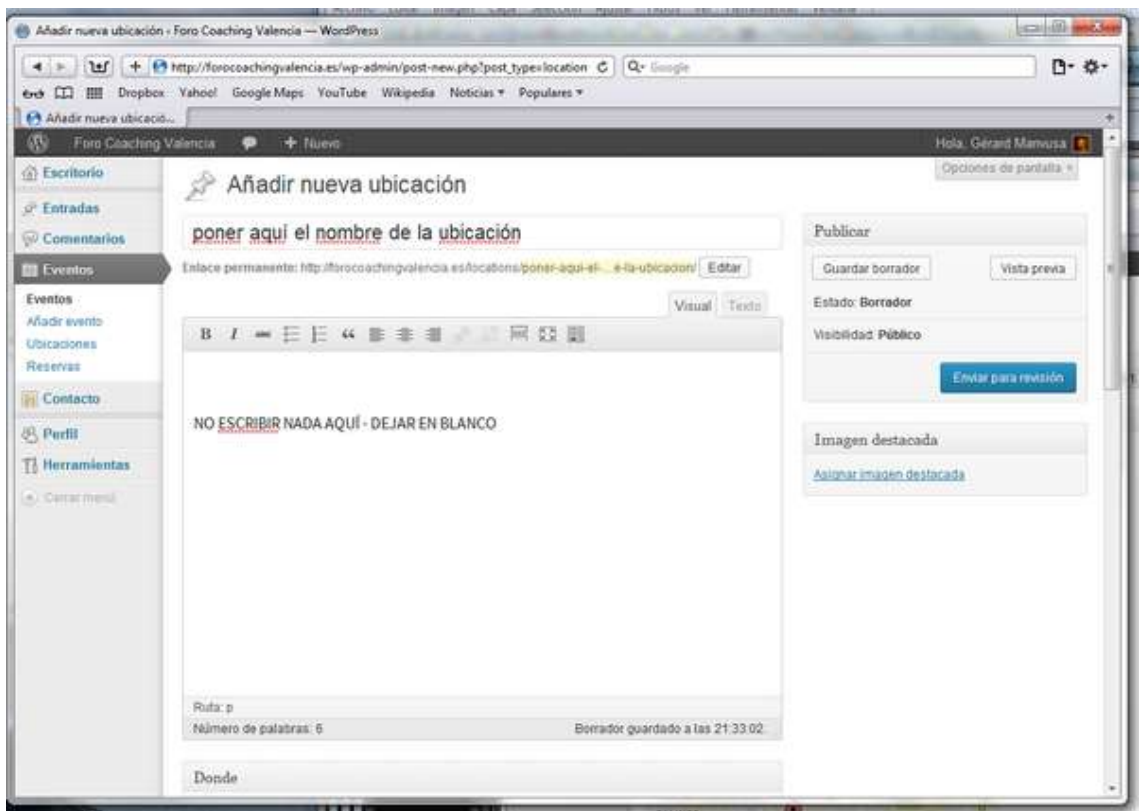 Añadir nueva ubicación ‹ Foro Coaching Valencia — WordPress
http://forocoachingvalencia.es/wp-admin/post-new.php?post_type=location
Google
Dropbox Yahoo! Google Maps YouTube Wikipedia Noticias Populares
Añadir nueva ubicació...
Foro Coaching Valencia + Nuevo Hola, Gérard Manvusa
Opciones de pantalla
Escritorio
Entradas
Comentarios
Eventos
Eventos
Añadir evento
Ubicaciones
Reservas
Contacto
Perfil
Herramientas
Cerrar menú
Añadir nueva ubicación
poner aquí el nombre de la ubicación
Enlace permanente: http://forocoachingvalencia.es/locations/poner-aqui-el-...e-la-ubicacion/ Editar
Visual Texto
B I
NO ESCRIBIR NADA AQUÍ - DEJAR EN BLANCO
Ruta: p
Número de palabras: 6 Borrador guardado a las 21:33:02.
Donde
Publicar
Guardar borrador Vista previa
Estado: Borrador
Visibilidad: Público
Enviar para revisión
Imagen destacada
Asignar imagen destacada